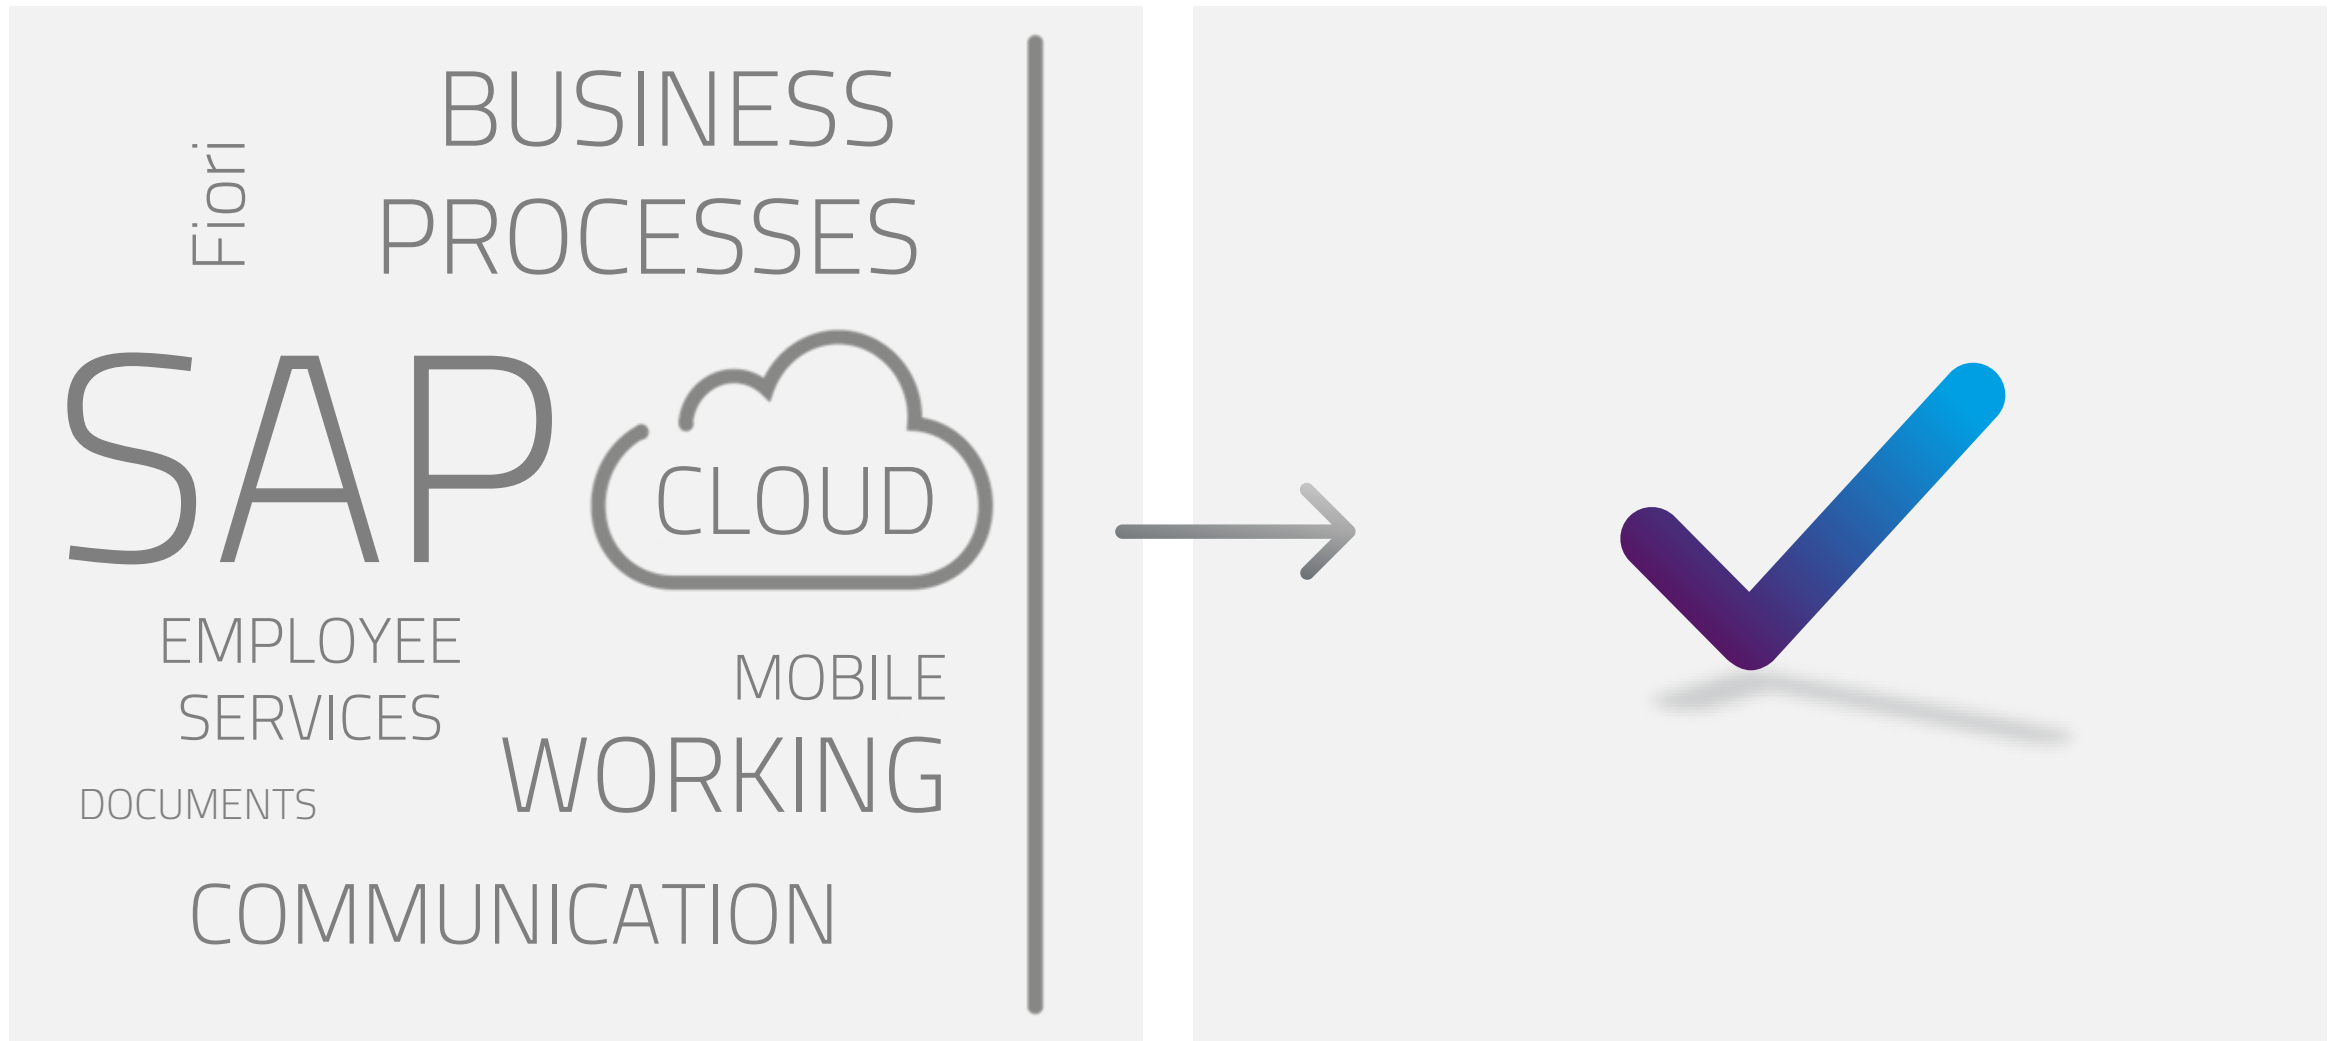 Fiori
BUSINESS
PROCESSES
SAP
CLOUD
EMPLOYEE
SERVICES
MOBILE
WORKING
DOCUMENTS
COMMUNICATION